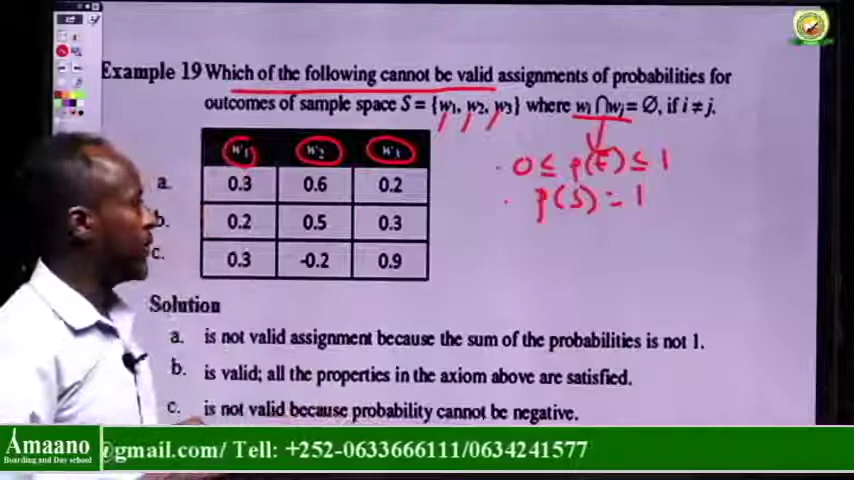 Example 19 Which of the following cannot be valid assignments of probabilities for
outcomes of sample space S = {w₁, w₂, w₃} where wᵢ ⋂wⱼ= ∅, if i ≠ j.
w₁ w₂ w₃
0 ≤ p(E) ≤ 1
p(S) = 1
a. 0.3 0.6 0.2
b. 0.2 0.5 0.3
c. 0.3 -0.2 0.9
Solution
a. is not valid assignment because the sum of the probabilities is not 1.
b. is valid; all the properties in the axiom above are satisfied.
c. is not valid because probability cannot be negative.
Amaano
Boarding and Day school
@gmail.com/ Tell: +252-0633666111/0634241577